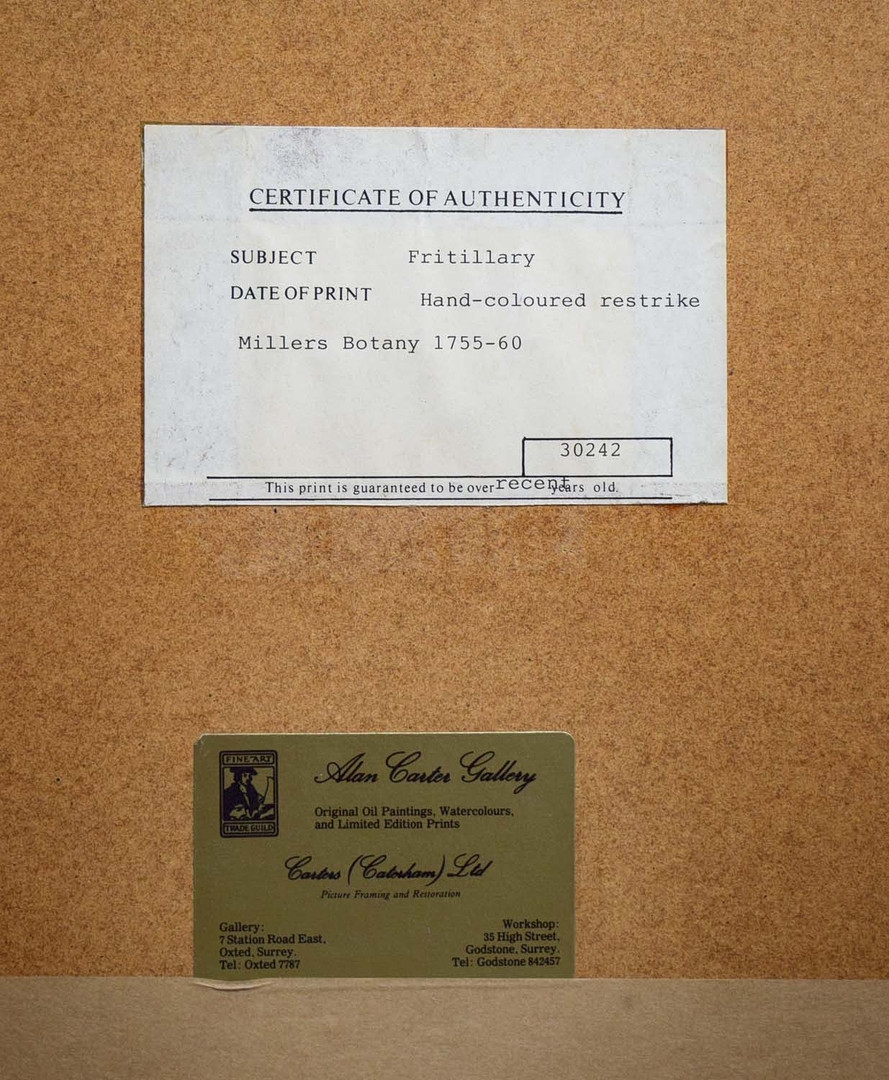 CERTIFICATE OF AUTHENTICITY
SUBJECT Fritillary
DATE OF PRINT Hand-coloured restrike
Millers Botany 1755-60
30242
This print is guaranteed to be over recent years old.
FINE ART
TRADE GUILD
Alan Carter Gallery
Original Oil Paintings, Watercolours,
and Limited Edition Prints
Carters (Caterham) Ltd
Picture Framing and Restoration
Gallery:
7 Station Road East,
Oxted, Surrey.
Tel: Oxted 7787
Workshop:
35 High Street,
Godstone, Surrey.
Tel: Godstone 842457